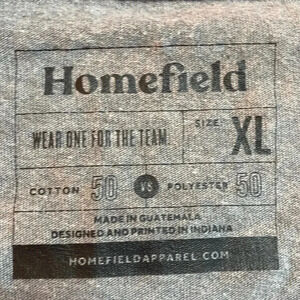 Homefield
WEAR ONE FOR THE TEAM
SIZE: XL
COTTON 50 VS POLYESTER 50
MADE IN GUATEMALA
DESIGNED AND PRINTED IN INDIANA
HOMEFIELDAPPAREL.COM